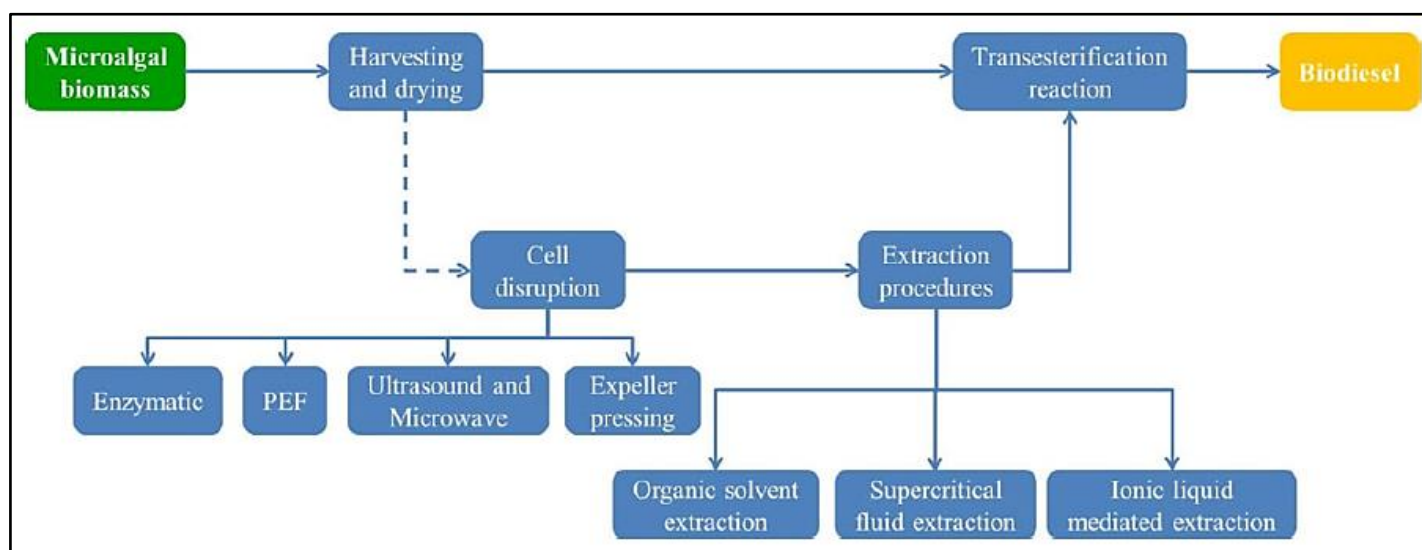 Microalgal
biomass
Harvesting
and drying
Transesterification
reaction
Biodiesel
Cell
disruption
Extraction
procedures
Enzymatic
PEF
Ultrasound and
Microwave
Expeller
pressing
Organic solvent
extraction
Supercritical
fluid extraction
Ionic liquid
mediated extraction